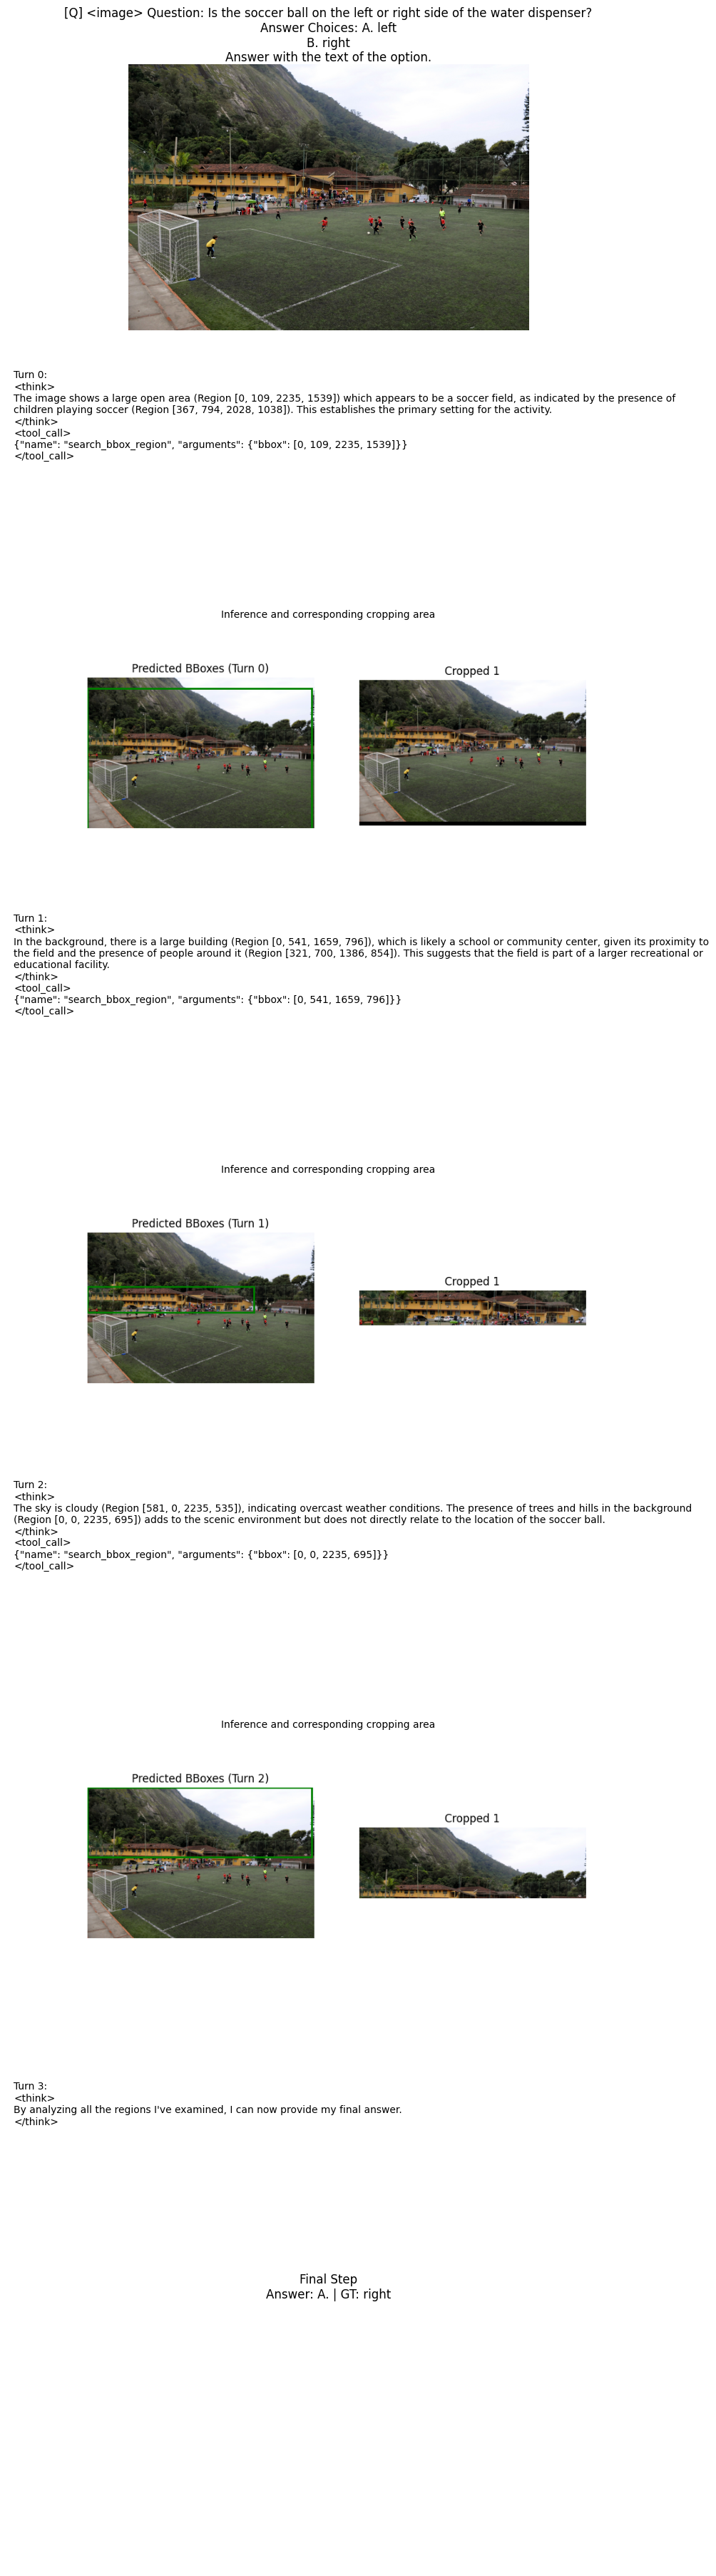 [Q] <image> Question: Is the soccer ball on the left or right side of the water dispenser?
Answer Choices: A. left
B. right
Answer with the text of the option.
Turn 0:
<think>
The image shows a large open area (Region [0, 109, 2235, 1539]) which appears to be a soccer field, as indicated by the presence of
children playing soccer (Region [367, 794, 2028, 1038]). This establishes the primary setting for the activity.
</think>
<tool_call>
{"name": "search_bbox_region", "arguments": {"bbox": [0, 109, 2235, 1539]}}
</tool_call>
Inference and corresponding cropping area
Predicted BBoxes (Turn 0)
Cropped 1
Turn 1:
<think>
In the background, there is a large building (Region [0, 541, 1659, 796]), which is likely a school or community center, given its proximity to
the field and the presence of people around it (Region [321, 700, 1386, 854]). This suggests that the field is part of a larger recreational or
educational facility.
</think>
<tool_call>
{"name": "search_bbox_region", "arguments": {"bbox": [0, 541, 1659, 796]}}
</tool_call>
Inference and corresponding cropping area
Predicted BBoxes (Turn 1)
Cropped 1
Turn 2:
<think>
The sky is cloudy (Region [581, 0, 2235, 535]), indicating overcast weather conditions. The presence of trees and hills in the background
(Region [0, 0, 2235, 695]) adds to the scenic environment but does not directly relate to the location of the soccer ball.
</think>
<tool_call>
{"name": "search_bbox_region", "arguments": {"bbox": [0, 0, 2235, 695]}}
</tool_call>
Inference and corresponding cropping area
Predicted BBoxes (Turn 2)
Cropped 1
Turn 3:
<think>
By analyzing all the regions I've examined, I can now provide my final answer.
</think>
Final Step
Answer: A. | GT: right